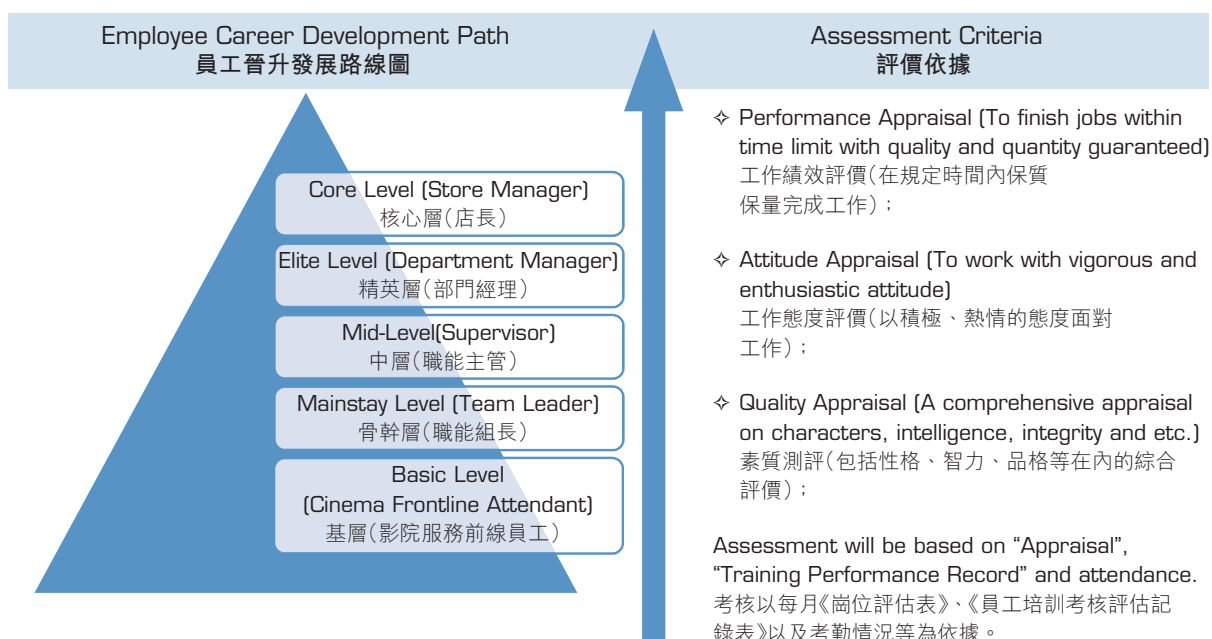 Employee Career Development Path
員工晉升發展路線圖
Core Level (Store Manager)
核心層（店長）
Elite Level (Department Manager)
精英層（部門經理）
Mid-Level(Supervisor)
中層（職能主管）
Mainstay Level (Team Leader)
骨幹層（職能組長）
Basic Level
(Cinema Frontline Attendant)
基層（影院服務前線員工）
Assessment Criteria
評價依據
✧ Performance Appraisal (To finish jobs within
time limit with quality and quantity guaranteed)
工作績效評價（在規定時間內保質
保量完成工作）；
✧ Attitude Appraisal (To work with vigorous and
enthusiastic attitude)
工作態度評價（以積極、熱情的態度面對
工作）；
✧ Quality Appraisal (A comprehensive appraisal
on characters, intelligence, integrity and etc.)
素質測評（包括性格、智力、品格等在內的綜合
評價）；
Assessment will be based on “Appraisal”,
“Training Performance Record” and attendance.
考核以每月《崗位評估表》、《員工培訓考核評估記
錄表》以及考勤情況等為依據。